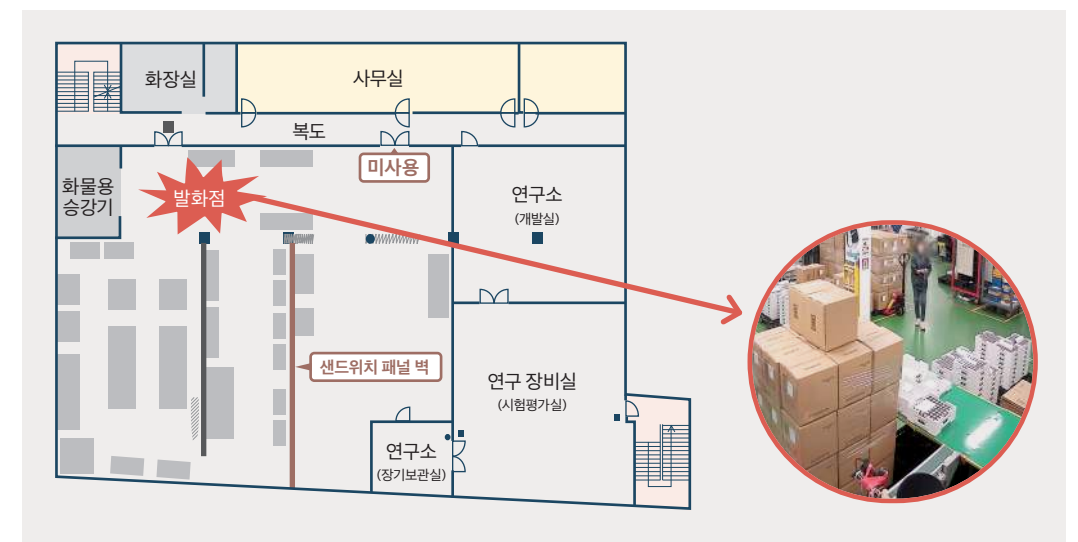 화장실
사무실
복도
미사용
화물용
승강기
발화점
연구소
(개발실)
샌드위치 패널 벽
연구 장비실
(시험평가실)
연구소
(장기보관실)